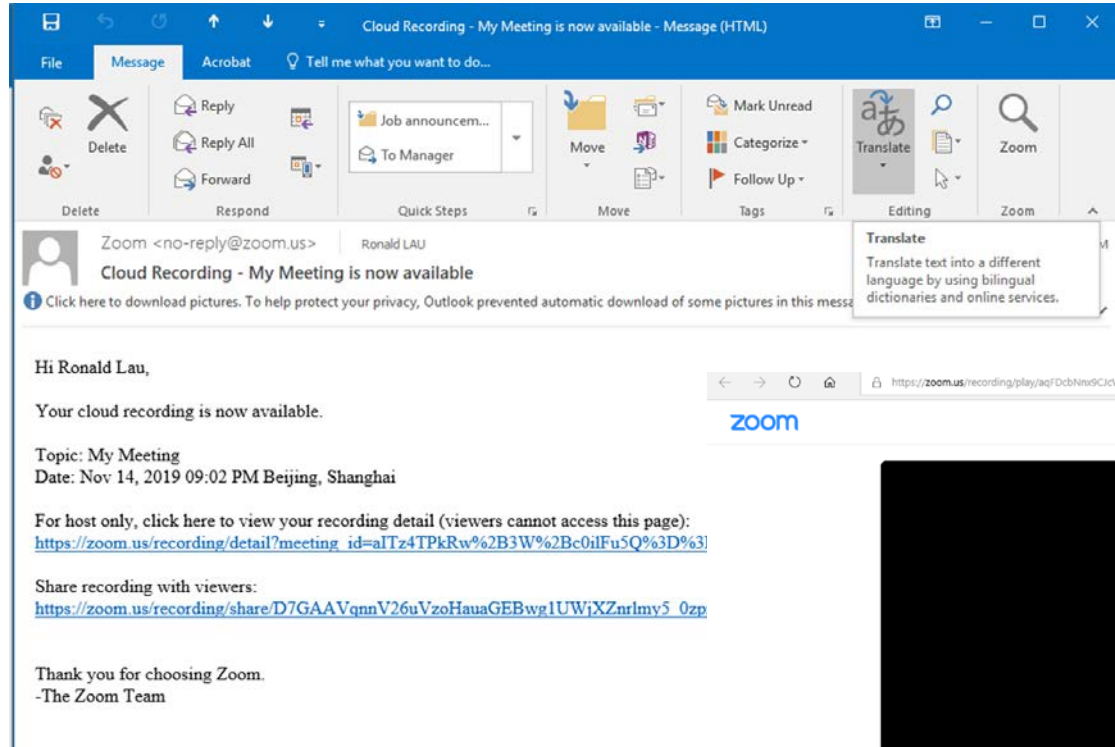 Cloud Recording - My Meeting is now available - Message (HTML)
File Message Acrobat Tell me what you want to do...
Delete
Reply
Reply All
Forward
Job announcem...
To Manager
Move
Mark Unread
Categorize
Follow Up
Translate
Zoom
Delete Respond Quick Steps Move Tags Editing Zoom
Zoom <no-reply@zoom.us> Ronald LAU
Cloud Recording - My Meeting is now available
Click here to download pictures. To help protect your privacy, Outlook prevented automatic download of some pictures in this messa
Translate
Translate text into a different
language by using bilingual
dictionaries and online services.
Hi Ronald Lau,
Your cloud recording is now available.
Topic: My Meeting
Date: Nov 14, 2019 09:02 PM Beijing, Shanghai
For host only, click here to view your recording detail (viewers cannot access this page):
https://zoom.us/recording/detail?meeting_id=aITz4TPkRw%2B3W%2Bc0ilFu5Q%3D%3
Share recording with viewers:
https://zoom.us/recording/share/D7GAAVqnnV26uVzoHauaGEBwg1UWjXZnrlmy5_0zp
Thank you for choosing Zoom.
-The Zoom Team
https://zoom.us/recording/play/aqFDcbNnx9CJc
zoom